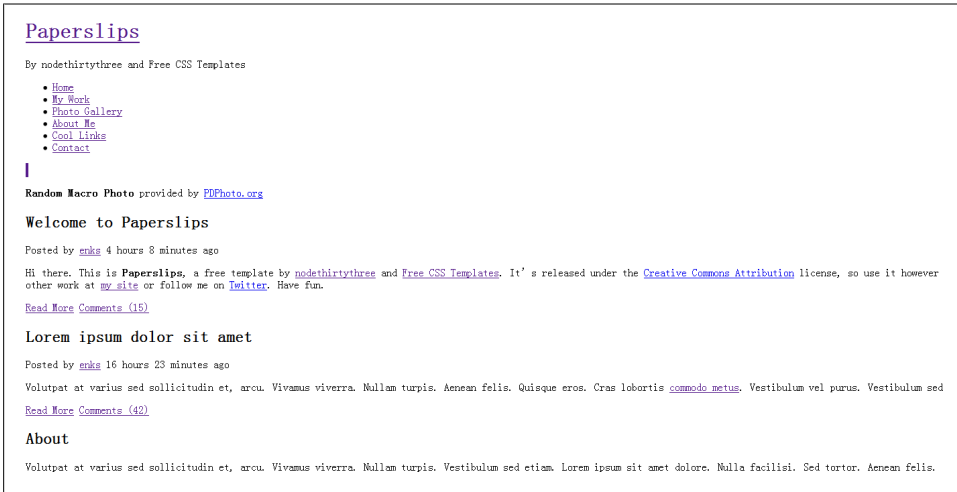 Paperslips
By nodethirtythree and Free CSS Templates
Home
My Work
Photo Gallery
About Me
Cool Links
Contact
Random Macro Photo provided by PDPhoto.org
Welcome to Paperslips
Posted by enks 4 hours 8 minutes ago
Hi there. This is Paperslips, a free template by nodethirtythree and Free CSS Templates. It’s released under the Creative Commons Attribution license, so use it however
other work at my site or follow me on Twitter. Have fun.
Read More Comments (15)
Lorem ipsum dolor sit amet
Posted by enks 16 hours 23 minutes ago
Volutpat at varius sed sollicitudin et, arcu. Vivamus viverra. Nullam turpis. Aenean felis. Quisque eros. Cras lobortis commodo metus. Vestibulum vel purus. Vestibulum sed
Read More Comments (42)
About
Volutpat at varius sed sollicitudin et, arcu. Vivamus viverra. Nullam turpis. Vestibulum sed etiam. Lorem ipsum sit amet dolore. Nulla facilisi. Sed tortor. Aenean felis.